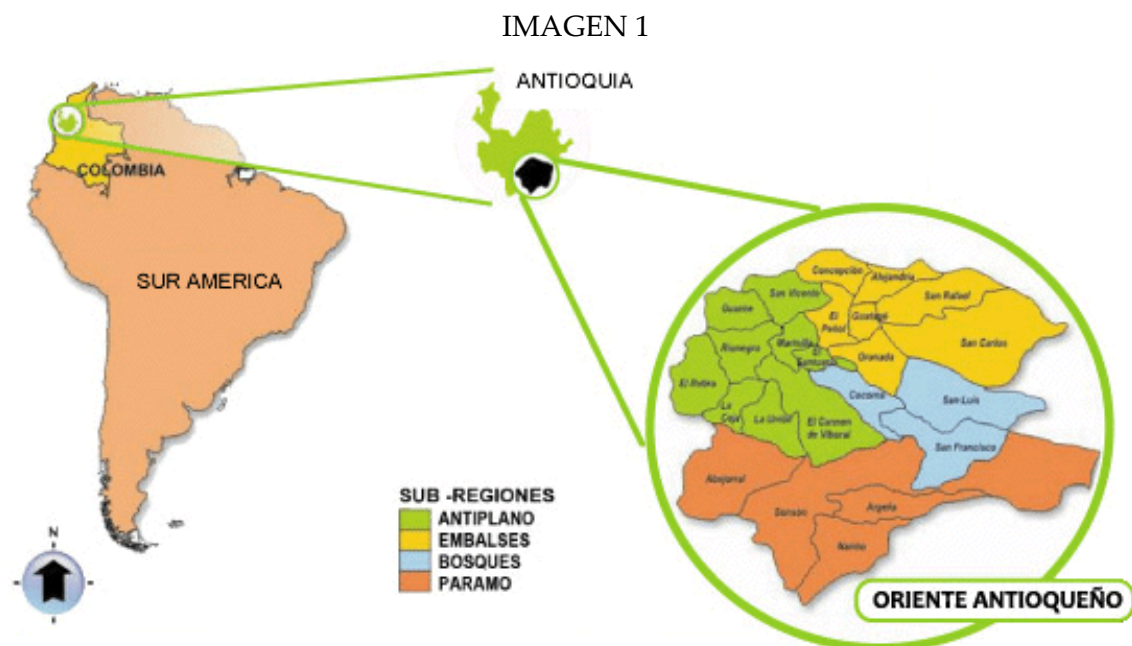 IMAGEN 1
ANTIOQUIA
COLOMBIA
SUR AMERICA
N
SUB -REGIONES
ANTIPLANO
EMBALSES
BOSQUES
PARAMO
Concepción
Alejandría
San Vicente
Guarne
San Rafael
El Peñol
Guatapé
San Carlos
Rionegro
Marinilla
El Santuario
Granada
El Retiro
Cocorná
San Luis
La Ceja
La Unión
El Carmen de Viboral
San Francisco
Abejorral
Sonsón
Argelia
Nariño
ORIENTE ANTIOQUEÑO